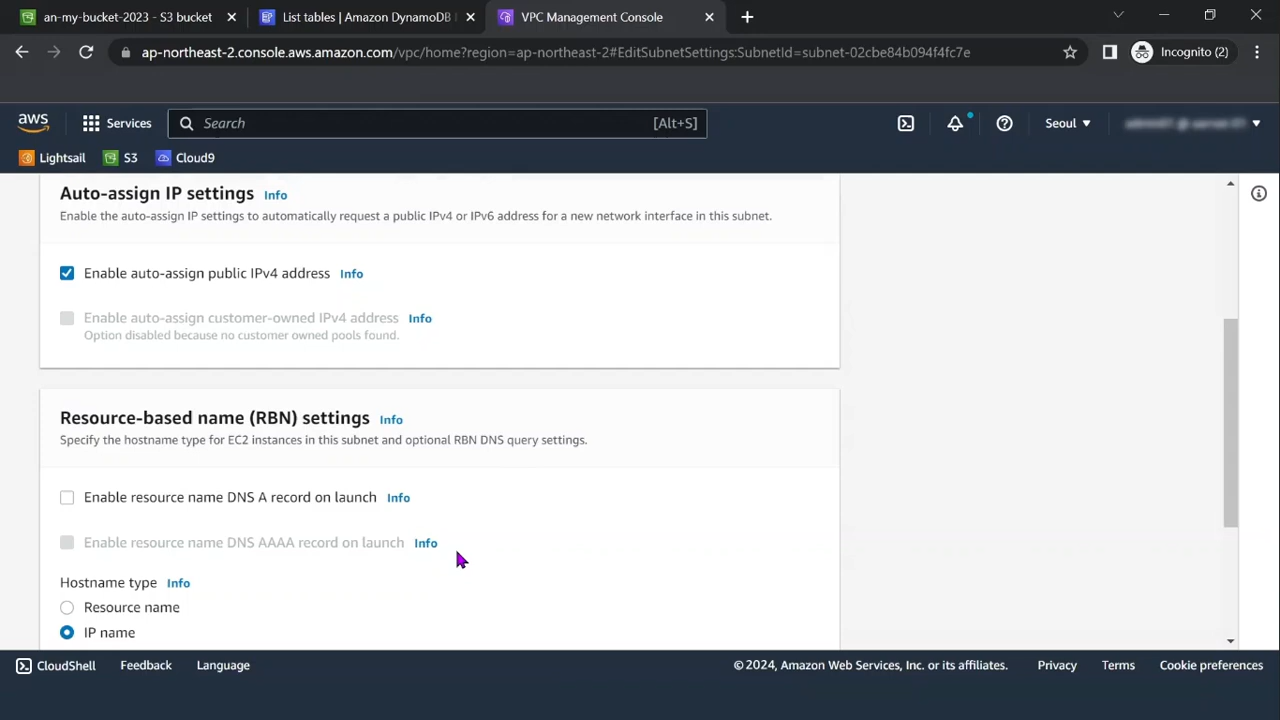 an-my-bucket-2023 - S3 bucket
List tables | Amazon DynamoDB
VPC Management Console
ap-northeast-2.console.aws.amazon.com/vpc/home?region=ap-northeast-2#EditSubnetSettings:SubnetId=subnet-02cbe84b094f4fc7e
Incognito (2)
aws
Services
Search
[Alt+S]
Seoul
Lightsail
S3
Cloud9
Auto-assign IP settings Info
Enable the auto-assign IP settings to automatically request a public IPv4 or IPv6 address for a new network interface in this subnet.
Enable auto-assign public IPv4 address Info
Enable auto-assign customer-owned IPv4 address Info
Option disabled because no customer owned pools found.
Resource-based name (RBN) settings Info
Specify the hostname type for EC2 instances in this subnet and optional RBN DNS query settings.
Enable resource name DNS A record on launch Info
Enable resource name DNS AAAA record on launch Info
Hostname type Info
Resource name
IP name
CloudShell
Feedback
Language
© 2024, Amazon Web Services, Inc. or its affiliates.
Privacy
Terms
Cookie preferences